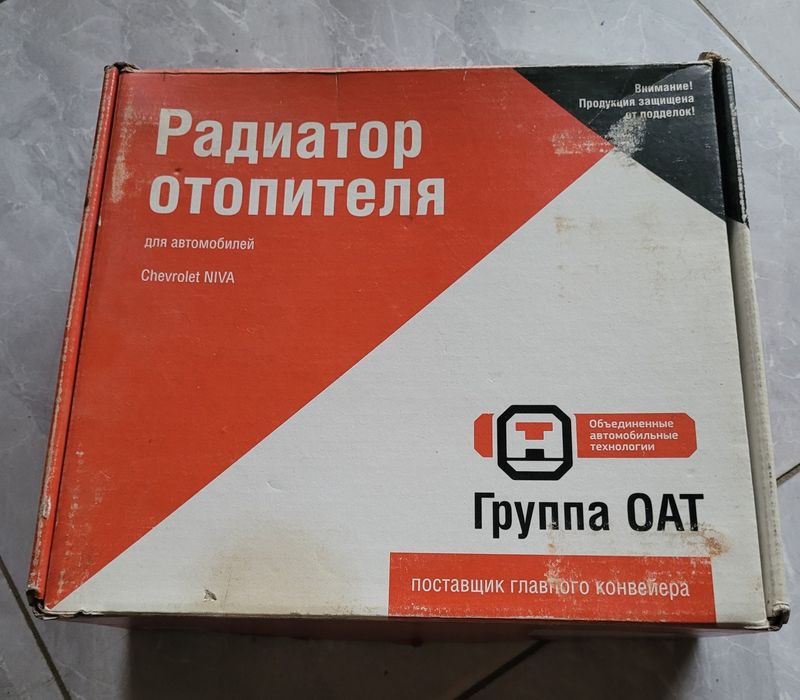 Внимание!
Продукция защищена
от подделок!
Радиатор
отопителя
для автомобилей
Chevrolet NIVA
Объединенные
автомобильные
технологии
Группа ОАТ
поставщик главного конвейера